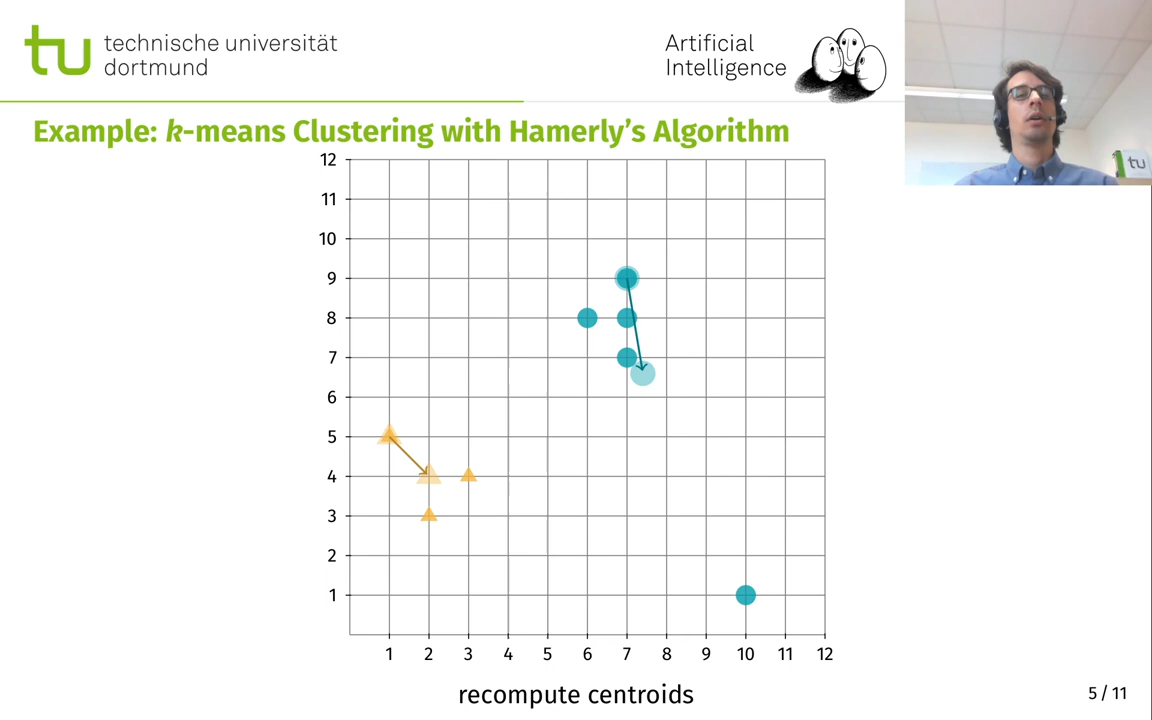 tu technische universität
dortmund
Artificial
Intelligence
Example: k-means Clustering with Hamerly's Algorithm
12
11
10
9
8
7
6
5
4
3
2
1
1 2 3 4 5 6 7 8 9 10 11 12
recompute centroids
5 / 11
tu